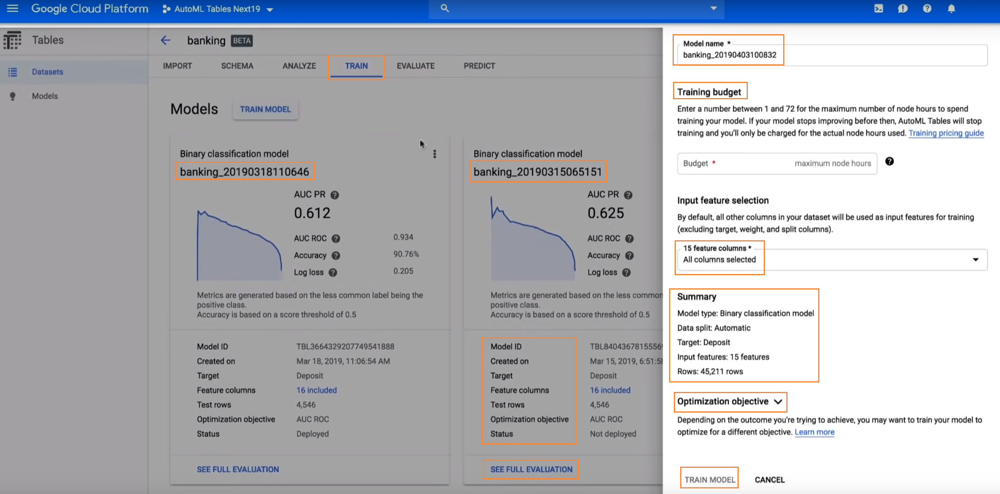 Google Cloud Platform
AutoML Tables Next19
Tables
Datasets
Models
banking BETA
IMPORT SCHEMA ANALYZE TRAIN EVALUATE PREDICT
Models TRAIN MODEL
Binary classification model
banking_20190318110646
AUC PR
0.612
AUC ROC 0.934
Accuracy 90.76%
Log loss 0.205
Metrics are generated based on the less common label being the
positive class.
Accuracy is based on a score threshold of 0.5
Model ID TBL3664329207749541888
Created on Mar 18, 2019, 11:06:54 AM
Target Deposit
Feature columns 16 included
Test rows 4,546
Optimization objective AUC ROC
Status Deployed
SEE FULL EVALUATION
Binary classification model
banking_20190315065151
AUC PR
0.625
AUC ROC
Accuracy
Log loss
Metrics are generated based on the less common
positive class.
Accuracy is based on a score threshold of 0.5
Model ID TBL8404367815556
Created on Mar 15, 2019, 6:51:58
Target Deposit
Feature columns 16 included
Test rows 4,546
Optimization objective AUC ROC
Status Not deployed
SEE FULL EVALUATION
Model name *
banking_20190403100832
Training budget
Enter a number between 1 and 72 for the maximum number of node hours to spend
training your model. If your model stops improving before then, AutoML Tables will stop
training and you'll only be charged for the actual node hours used. Training pricing guide
Budget * maximum node hours
Input feature selection
By default, all other columns in your dataset will be used as input features for training
(excluding target, weight, and split columns).
15 feature columns *
All columns selected
Summary
Model type: Binary classification model
Data split: Automatic
Target: Deposit
Input features: 15 features
Rows: 45,211 rows
Optimization objective
Depending on the outcome you're trying to achieve, you may want to train your model to
optimize for a different objective. Learn more
TRAIN MODEL CANCEL